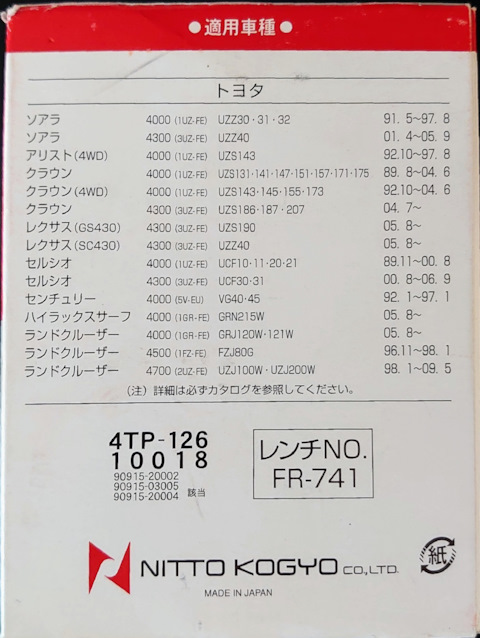 ●適用車種●
トヨタ
ソアラ 4000(1UZ-FE) UZZ30・31・32 91. 5~97. 8
ソアラ 4300(3UZ-FE) UZZ40 01. 4~05. 9
アリスト(4WD) 4000(1UZ-FE) UZS143 92.10~97. 8
クラウン 4000(1UZ-FE) UZS131・141・147・151・157・171・175 89. 8~04. 6
クラウン(4WD) 4000(1UZ-FE) UZS143・145・155・173 92.10~04. 6
クラウン 4300(3UZ-FE) UZS186・187・207 04. 7~
レクサス(GS430) 4300(3UZ-FE) UZS190 05. 8~
レクサス(SC430) 4300(3UZ-FE) UZZ40 05. 8~
セルシオ 4000(1UZ-FE) UCF10・11・20・21 89.11~00. 8
セルシオ 4300(3UZ-FE) UCF30・31 00. 8~06. 9
センチュリー 4000(5V-EU) VG40・45 92. 1~97. 1
ハイラックスサーフ 4000(1GR-FE) GRN215W 05. 8~
ランドクルーザー 4000(1GR-FE) GRJ120W・121W 05. 8~
ランドクルーザー 4500(1FZ-FE) FZJ80G 96.11~98. 1
ランドクルーザー 4700(2UZ-FE) UZJ100W・UZJ200W 98. 1~09. 5
(注)詳細は必ずカタログを参照してください。
4TP-126
10018
90915-20002
90915-03005
90915-20004 該当
レンチNO.
FR-741
紙
NITTO KOGYO CO.,LTD.
MADE IN JAPAN